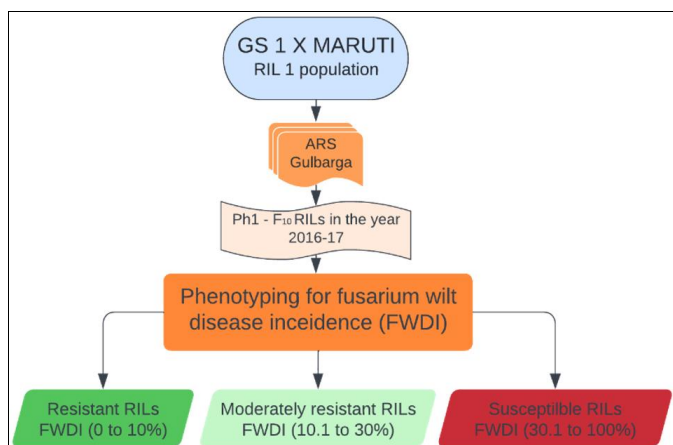 GS 1 X MARUTI
RIL 1 population
ARS
Gulbarga
Ph1 - F₁₀ RILs in the year
2016-17
Phenotyping for fusarium wilt
disease inceidence (FWDI)
Resistant RILs
FWDI (0 to 10%)
Moderately resistant RILs
FWDI (10.1 to 30%)
Susceptilble RILs
FWDI (30.1 to 100%)